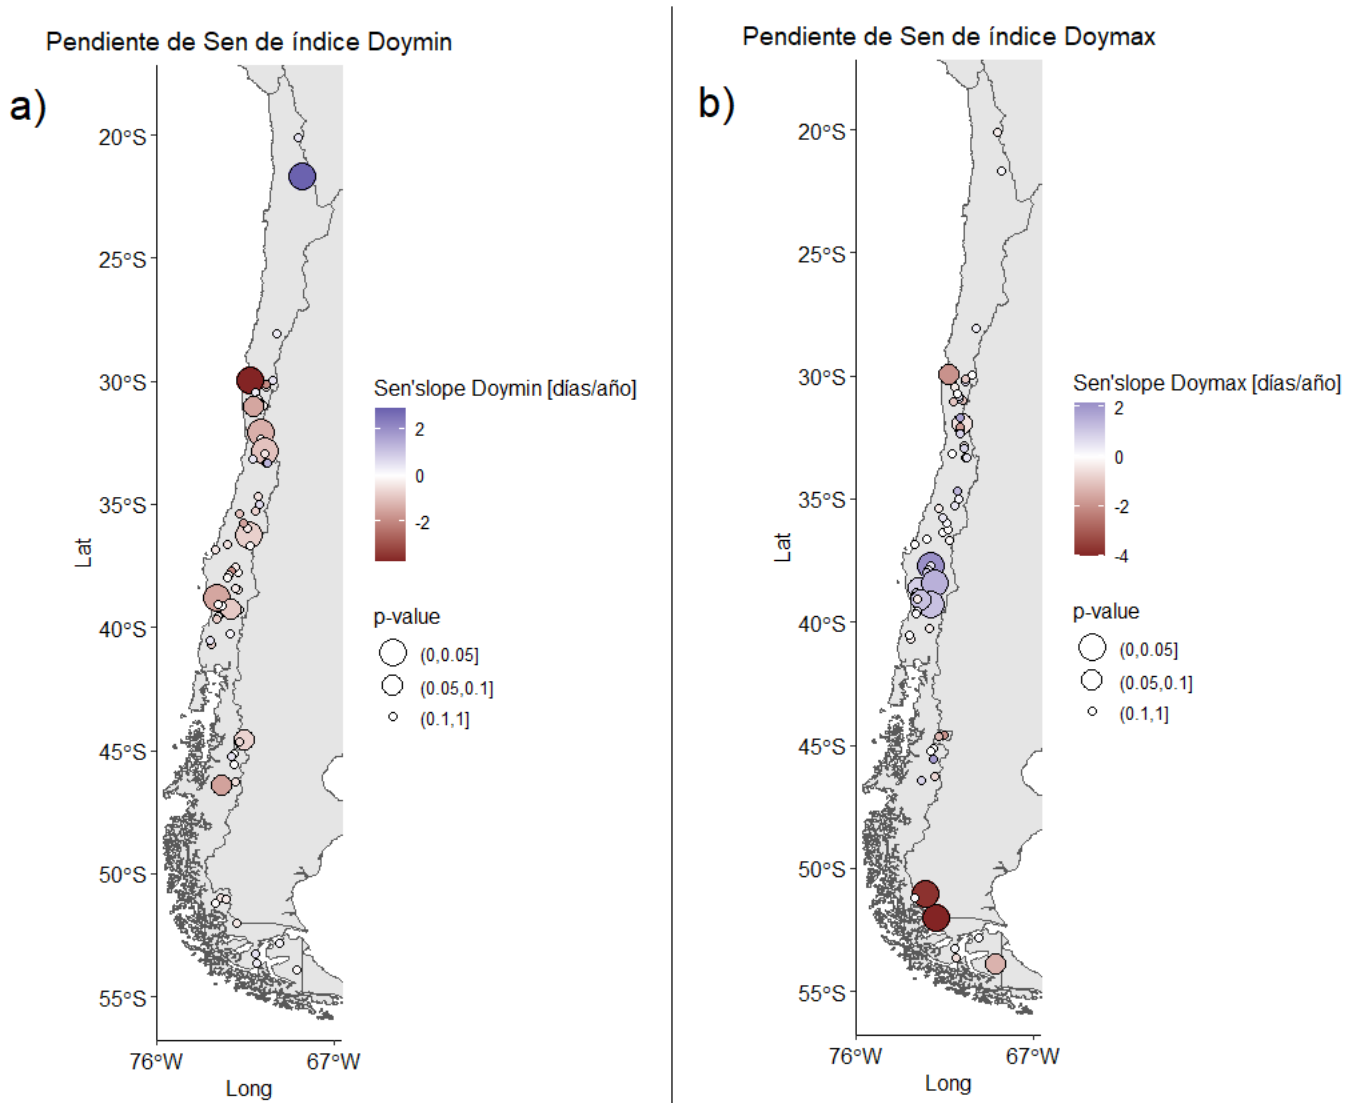 Pendiente de Sen de índice Doymin
a)
20°S
25°S
30°S
35°S
40°S
45°S
50°S
55°S
Lat
76°W
67°W
Long
Sen'slope Doymin [días/año]
2
0
-2
p-value
(0,0.05]
(0.05,0.1]
(0.1,1]
Pendiente de Sen de índice Doymax
b)
20°S
25°S
30°S
35°S
40°S
45°S
50°S
55°S
Lat
76°W
67°W
Long
Sen'slope Doymax [días/año]
2
0
-2
-4
p-value
(0,0.05]
(0.05,0.1]
(0.1,1]